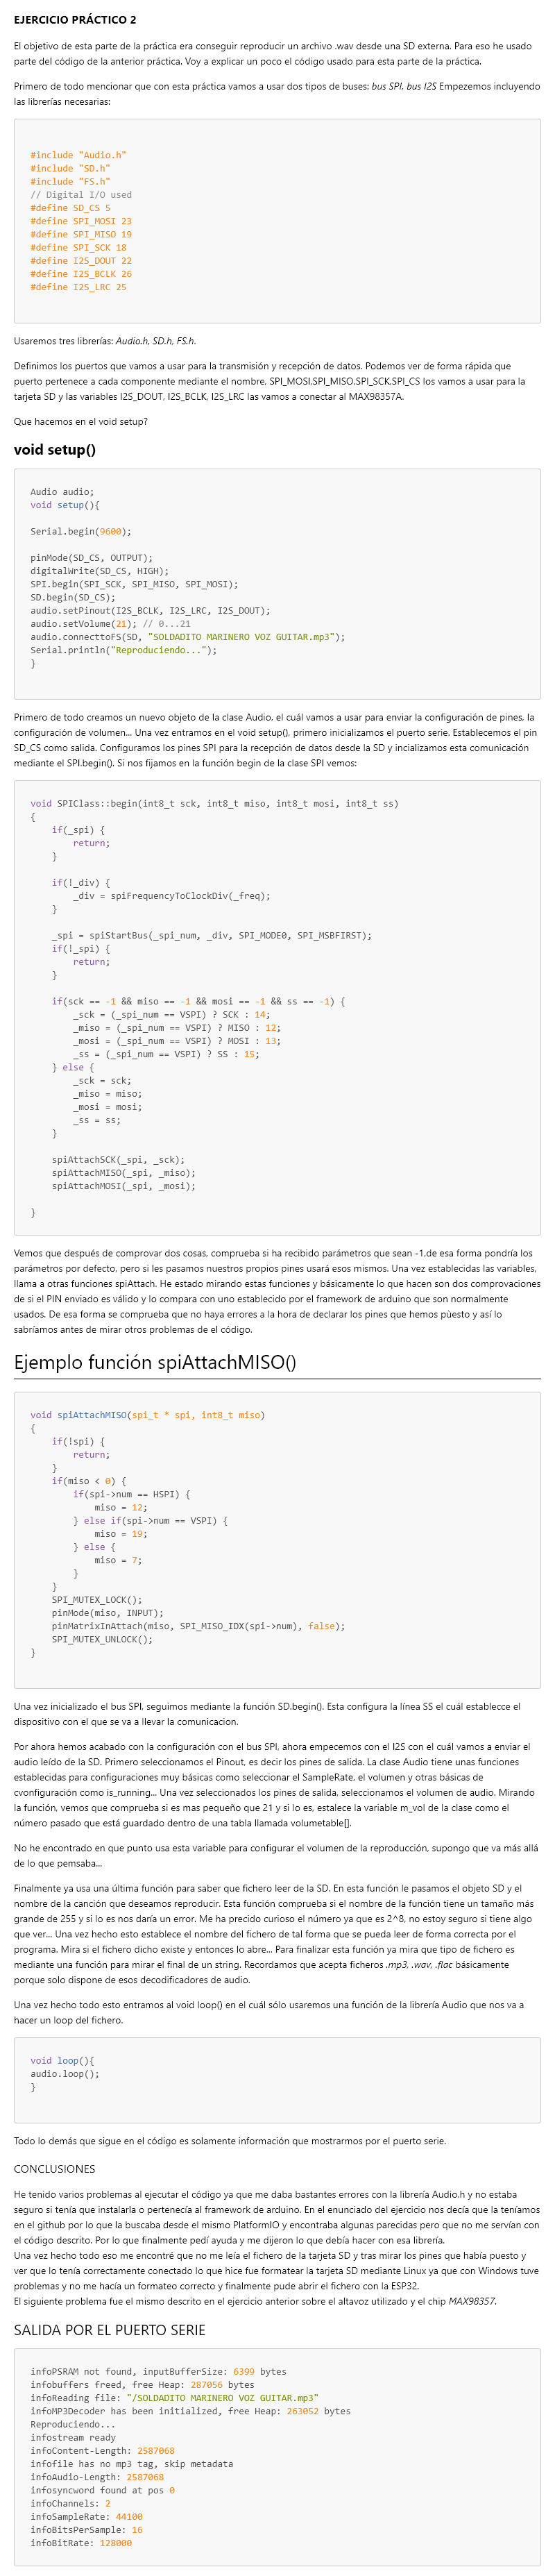 EJERCICIO PRÁCTICO 2
El objetivo de esta parte de la práctica era conseguir reproducir un archivo .wav desde una SD externa. Para eso he usado
parte del código de la anterior práctica. Voy a explicar un poco el código usado para esta parte de la práctica.
Primero de todo mencionar que con esta práctica vamos a usar dos tipos de buses: bus SPI, bus I2S Empezemos incluyendo
las librerías necesarias:
#include "Audio.h"
#include "SD.h"
#include "FS.h"
// Digital I/O used
#define SD_CS 5
#define SPI_MOSI 23
#define SPI_MISO 19
#define SPI_SCK 18
#define I2S_DOUT 22
#define I2S_BCLK 26
#define I2S_LRC 25
Usaremos tres librerías: Audio.h, SD.h, FS.h.
Definimos los puertos que vamos a usar para la transmisión y recepción de datos. Podemos ver de forma rápida que
puerto pertenece a cada componente mediante el nombre, SPI_MOSI,SPI_MISO,SPI_SCK,SPI_CS los vamos a usar para la
tarjeta SD y las variables I2S_DOUT, I2S_BCLK, I2S_LRC las vamos a conectar al MAX98357A.
Que hacemos en el void setup?
void setup()
Audio audio;
void setup(){
Serial.begin(9600);
pinMode(SD_CS, OUTPUT);
digitalWrite(SD_CS, HIGH);
SPI.begin(SPI_SCK, SPI_MISO, SPI_MOSI);
SD.begin(SD_CS);
audio.setPinout(I2S_BCLK, I2S_LRC, I2S_DOUT);
audio.setVolume(21); // 0...21
audio.connecttoFS(SD, "SOLDADITO MARINERO VOZ GUITAR.mp3");
Serial.println("Reproduciendo...");
}
Primero de todo creamos un nuevo objeto de la clase Audio, el cuál vamos a usar para enviar la configuración de pines, la
configuración de volumen... Una vez entramos en el void setup(), primero inicializamos el puerto serie. Establecemos el pin
SD_CS como salida. Configuramos los pines SPI para la recepción de datos desde la SD y incializamos esta comunicación
mediante el SPI.begin(). Si nos fijamos en la función begin de la clase SPI vemos:
void SPIClass::begin(int8_t sck, int8_t miso, int8_t mosi, int8_t ss)
{
if(_spi) {
return;
}
if(!_div) {
_div = spiFrequencyToClockDiv(_freq);
}
_spi = spiStartBus(_spi_num, _div, SPI_MODE0, SPI_MSBFIRST);
if(!_spi) {
return;
}
if(sck == -1 && miso == -1 && mosi == -1 && ss == -1) {
_sck = (_spi_num == VSPI) ? SCK : 14;
_miso = (_spi_num == VSPI) ? MISO : 12;
_mosi = (_spi_num == VSPI) ? MOSI : 13;
_ss = (_spi_num == VSPI) ? SS : 15;
} else {
_sck = sck;
_miso = miso;
_mosi = mosi;
_ss = ss;
}
spiAttachSCK(_spi, _sck);
spiAttachMISO(_spi, _miso);
spiAttachMOSI(_spi, _mosi);
}
Vemos que después de comprovar dos cosas, comprueba si ha recibido parámetros que sean -1.de esa forma pondría los
parámetros por defecto, pero si les pasamos nuestros propios pines usará esos mismos. Una vez establecidas las variables,
llama a otras funciones spiAttach. He estado mirando estas funciones y básicamente lo que hacen son dos comprovaciones
de si el PIN enviado es válido y lo compara con uno establecido por el framework de arduino que son normalmente
usados. De esa forma se comprueba que no haya errores a la hora de declarar los pines que hemos pùesto y así lo
sabríamos antes de mirar otros problemas de el código.
Ejemplo función spiAttachMISO()
void spiAttachMISO(spi_t * spi, int8_t miso)
{
if(!spi) {
return;
}
if(miso < 0) {
if(spi->num == HSPI) {
miso = 12;
} else if(spi->num == VSPI) {
miso = 19;
} else {
miso = 7;
}
}
SPI_MUTEX_LOCK();
pinMode(miso, INPUT);
pinMatrixInAttach(miso, SPI_MISO_IDX(spi->num), false);
SPI_MUTEX_UNLOCK();
}
Una vez inicializado el bus SPI, seguimos mediante la función SD.begin(). Esta configura la línea SS el cuál establecce el
dispositivo con el que se va a llevar la comunicacion.
Por ahora hemos acabado con la configuración con el bus SPI, ahora empecemos con el I2S con el cuál vamos a enviar el
audio leído de la SD. Primero seleccionamos el Pinout, es decir los pines de salida. La clase Audio tiene unas funciones
establecidas para configuraciones muy básicas como seleccionar el SampleRate, el volumen y otras básicas de
cvonfiguración como is_running... Una vez seleccionados los pines de salida, seleccionamos el volumen de audio. Mirando
la función, vemos que comprueba si es mas pequeño que 21 y si lo es, estalece la variable m_vol de la clase como el
número pasado que está guardado dentro de una tabla llamada volumetable[].
No he encontrado en que punto usa esta variable para configurar el volumen de la reproducción, supongo que va más allá
de lo que pemsaba...
Finalmente ya usa una última función para saber que fichero leer de la SD. En esta función le pasamos el objeto SD y el
nombre de la canción que deseamos reproducir. Esta función comprueba si el nombre de la función tiene un tamaño más
grande de 255 y si lo es nos daría un error. Me ha precido curioso el número ya que es 2^8, no estoy seguro si tiene algo
que ver... Una vez hecho esto establece el nombre del fichero de tal forma que se pueda leer de forma correcta por el
programa. Mira si el fichero dicho existe y entonces lo abre... Para finalizar esta función ya mira que tipo de fichero es
mediante una función para mirar el final de un string. Recordamos que acepta ficheros .mp3, .wav, .flac básicamente
porque solo dispone de esos decodificadores de audio.
Una vez hecho todo esto entramos al void loop() en el cuál sólo usaremos una función de la librería Audio que nos va a
hacer un loop del fichero.
void loop(){
audio.loop();
}
Todo lo demás que sigue en el código es solamente información que mostrarmos por el puerto serie.
CONCLUSIONES
He tenido varios problemas al ejecutar el código ya que me daba bastantes errores con la librería Audio.h y no estaba
seguro si tenía que instalarla o pertenecía al framework de arduino. En el enunciado del ejercicio nos decía que la teníamos
en el github por lo que la buscaba desde el mismo PlatformIO y encontraba algunas parecidas pero que no me servían con
el código descrito. Por lo que finalmente pedí ayuda y me dijeron lo que debía hacer con esa librería.
Una vez hecho todo eso me encontré que no me leía el fichero de la tarjeta SD y tras mirar los pines que había puesto y
ver que lo tenía correctamente conectado lo que hice fue formatear la tarjeta SD mediante Linux ya que con Windows tuve
problemas y no me hacía un formateo correcto y finalmente pude abrir el fichero con la ESP32.
El siguiente problema fue el mismo descrito en el ejercicio anterior sobre el altavoz utilizado y el chip MAX98357.
SALIDA POR EL PUERTO SERIE
infoPSRAM not found, inputBufferSize: 6399 bytes
infobuffers freed, free Heap: 287056 bytes
infoReading file: "/SOLDADITO MARINERO VOZ GUITAR.mp3"
infoMP3Decoder has been initialized, free Heap: 263052 bytes
Reproduciendo...
infostream ready
infoContent-Length: 2587068
infofile has no mp3 tag, skip metadata
infoAudio-Length: 2587068
infosyncword found at pos 0
infoChannels: 2
infoSampleRate: 44100
infoBitsPerSample: 16
infoBitRate: 128000